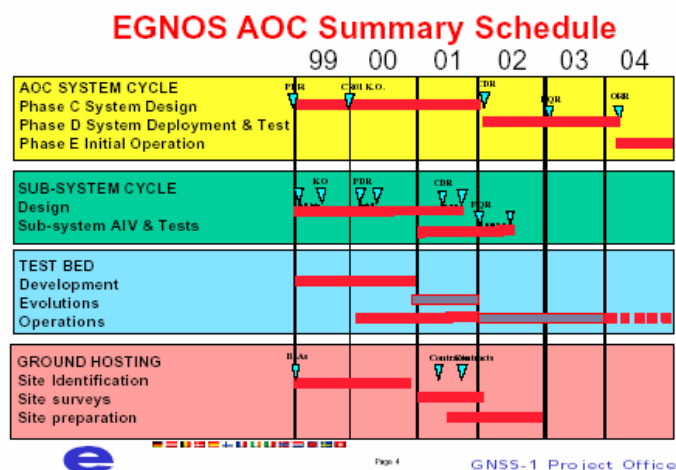 EGNOS AOC Summary Schedule
99 00 01 02 03 04
AOC SYSTEM CYCLE
PDR CR01 K.O. CDR ORR
Phase C System Design
Phase D System Deployment & Test
Phase E Initial Operation
SUB-SYSTEM CYCLE
KO PDR CDR
Design
Sub-system AIV & Tests
TEST BED
Development
Evolutions
Operations
GROUND HOSTING
Site Identification
Site surveys
Site preparation
e
Page 4
GNSS-1 Project Office